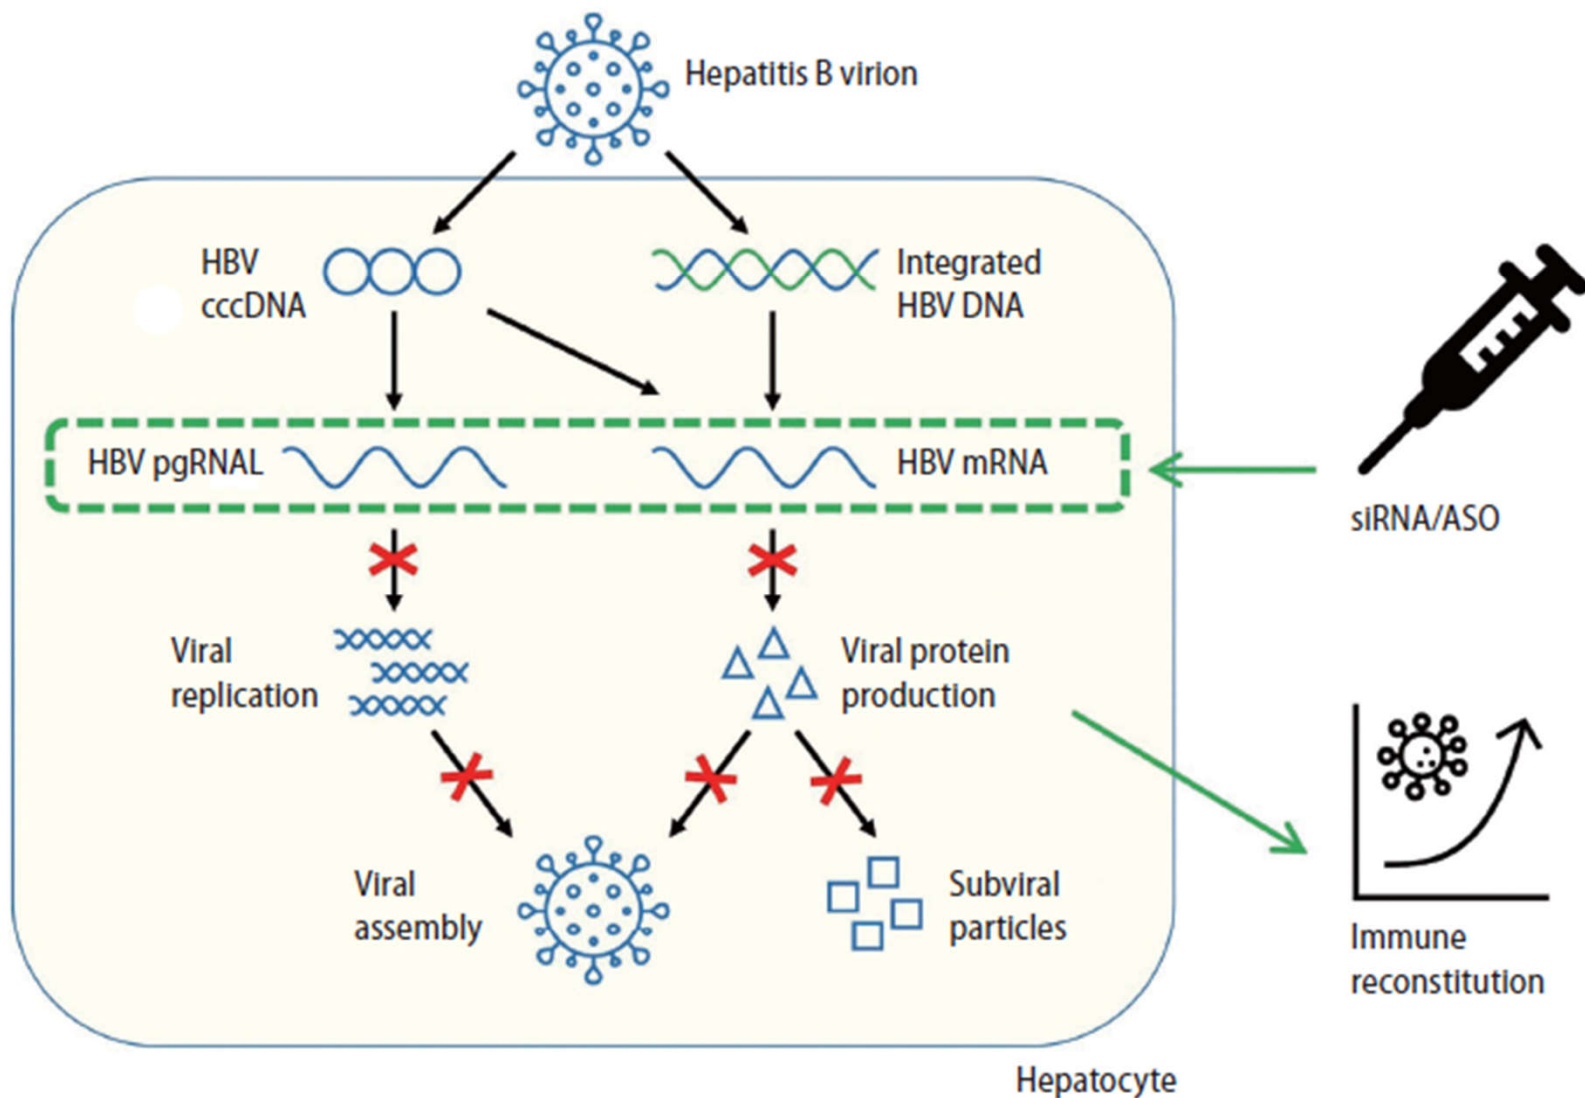 Hepatitis B virion
HBV
cccDNA
Integrated
HBV DNA
HBV pgRNAL
HBV mRNA
siRNA/ASO
Viral
replication
Viral protein
production
Viral
assembly
Subviral
particles
Immune
reconstitution
Hepatocyte